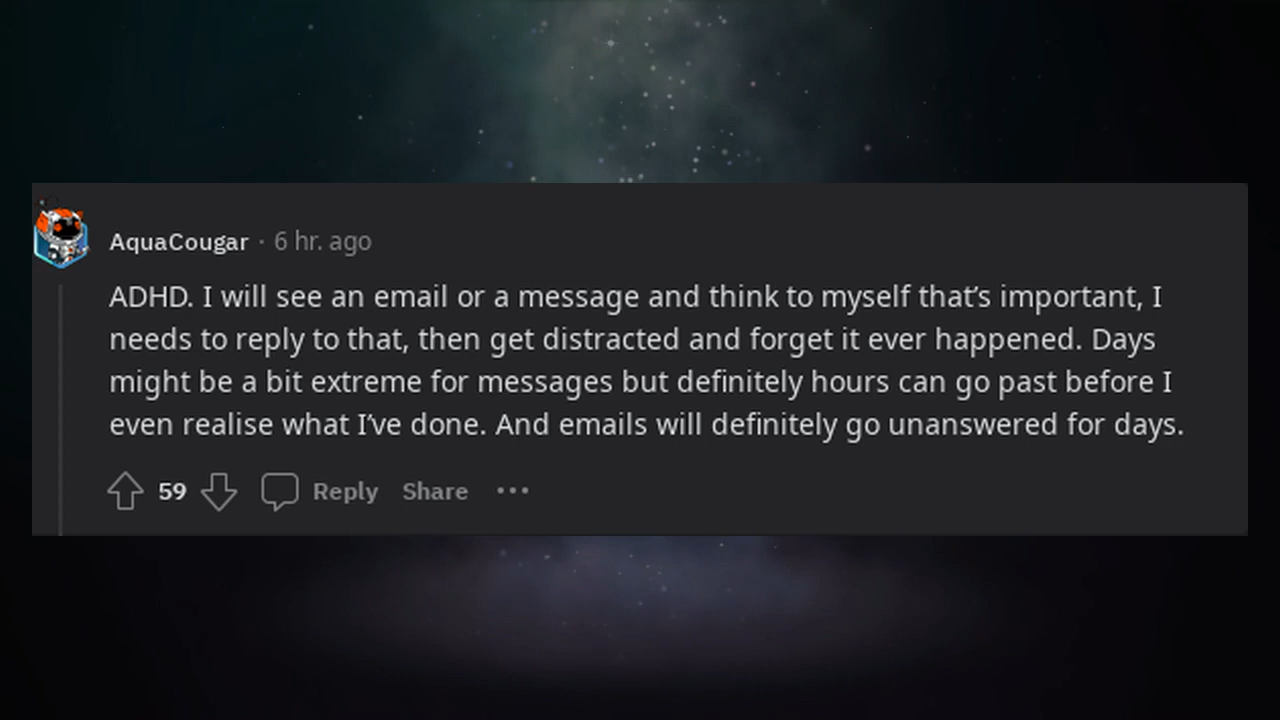 AquaCougar · 6 hr. ago
ADHD. I will see an email or a message and think to myself that’s important, I
needs to reply to that, then get distracted and forget it ever happened. Days
might be a bit extreme for messages but definitely hours can go past before I
even realise what I’ve done. And emails will definitely go unanswered for days.
59 Reply Share ···